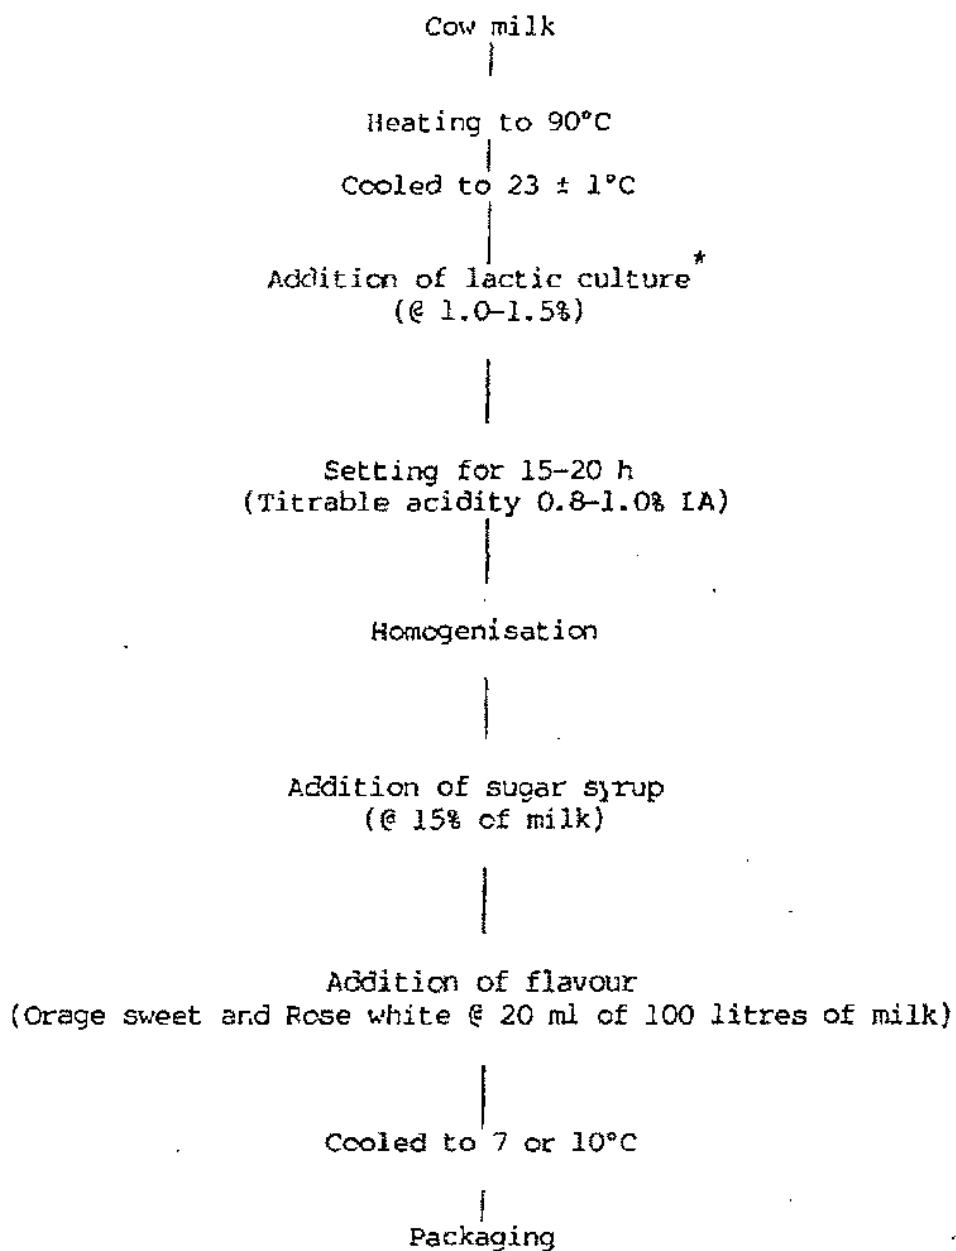 Cow milk
Heating to 90°C
Cooled to 23 ± 1°C
Addition of lactic culture*
(@ 1.0-1.5%)
Setting for 15-20 h
(Titrable acidity 0.8-1.0% LA)
Homogenisation
Addition of sugar syrup
(@ 15% of milk)
Addition of flavour
(Orage sweet and Rose white @ 20 ml of 100 litres of milk)
Cooled to 7 or 10°C
Packaging